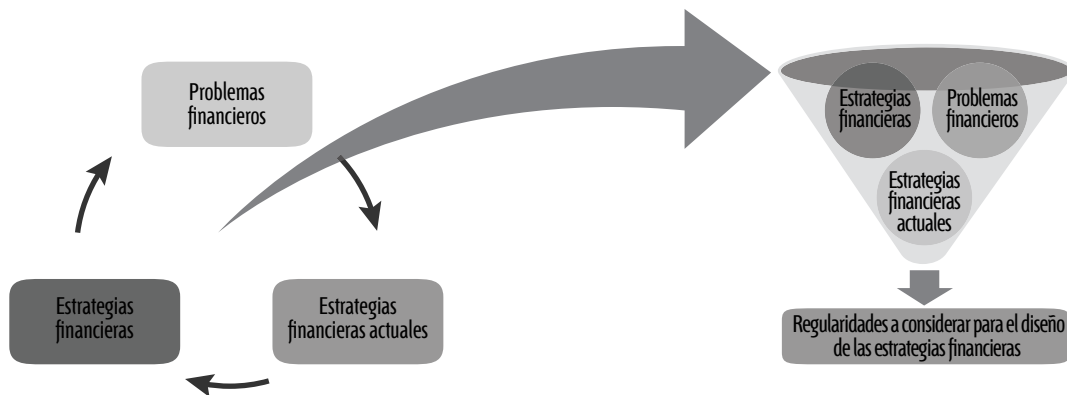 Problemas
financieros
Estrategias
financieras
Estrategias
financieras actuales
Estrategias
financieras
Problemas
financieros
Estrategias
financieras
actuales
Regularidades a considerar para el diseño
de las estrategias financieras